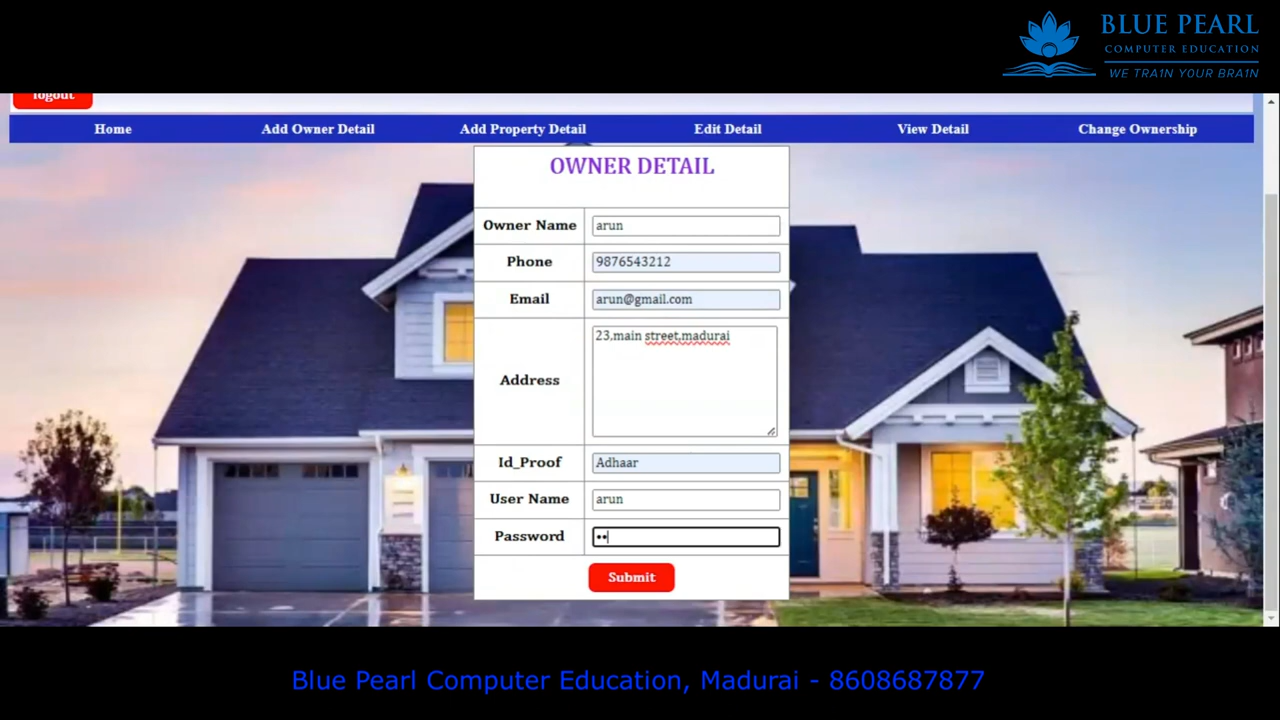 BLUE PEARL
COMPUTER EDUCATION
WE TRA1N YOUR BRA1N
logout
Home Add Owner Detail Add Property Detail Edit Detail View Detail Change Ownership
OWNER DETAIL
Owner Name arun
Phone 9876543212
Email arun@gmail.com
Address 23,main street,madurai
Id_Proof Adhaar
User Name arun
Password ••
Submit
Blue Pearl Computer Education, Madurai - 8608687877